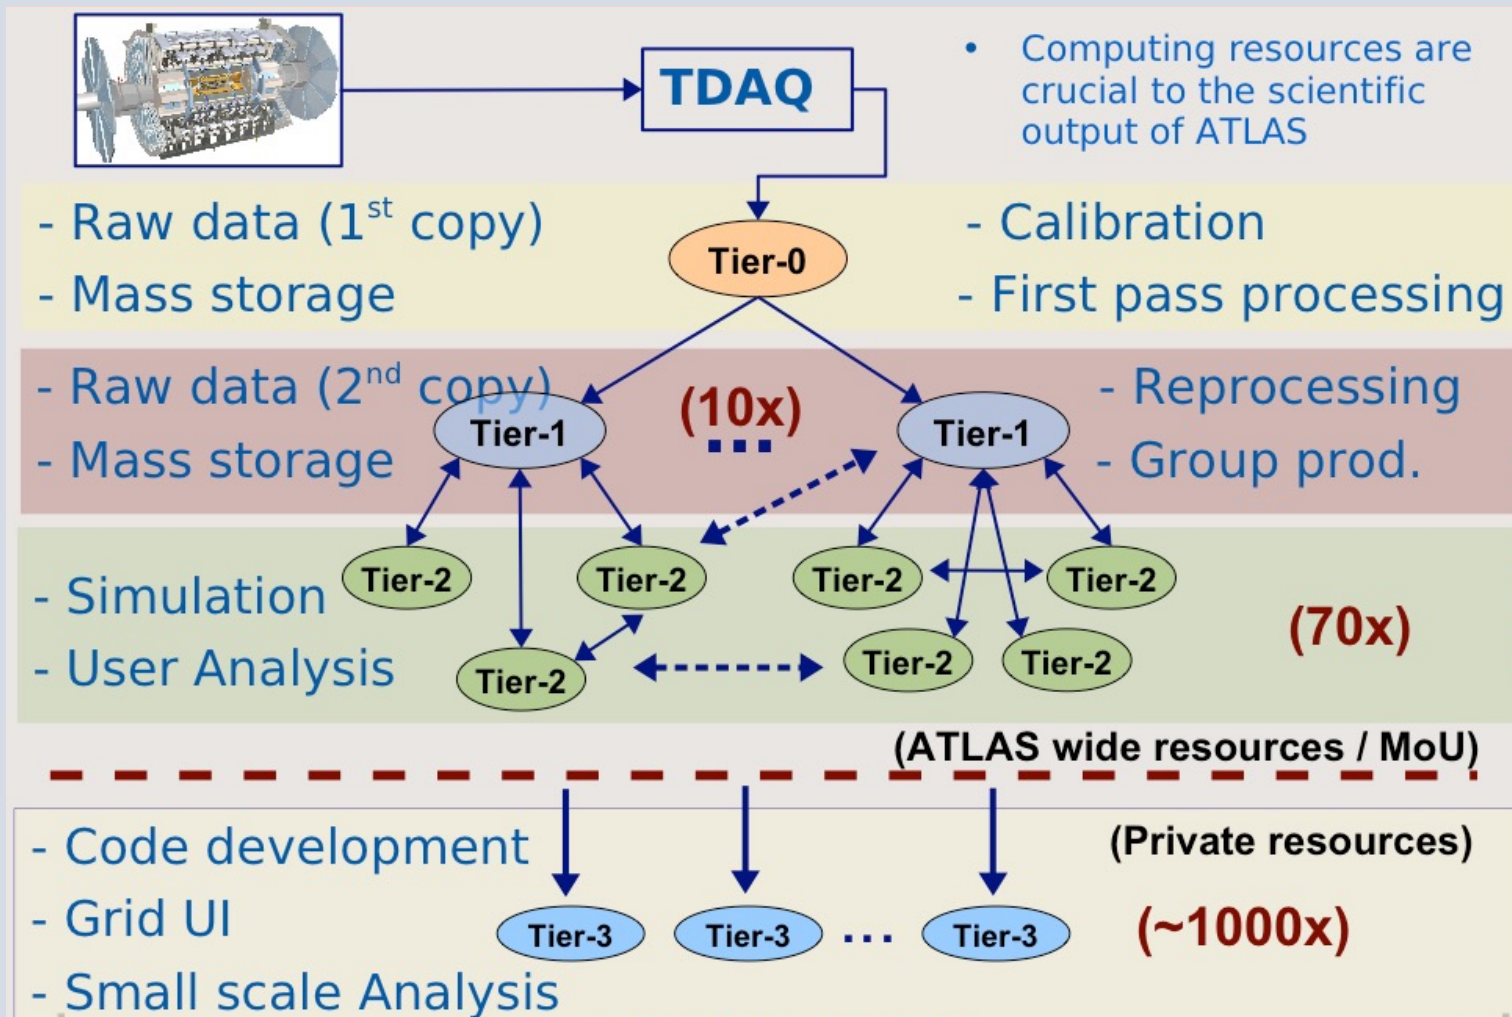 TDAQ
• Computing resources are
crucial to the scientific
output of ATLAS
- Raw data (1st copy)
- Mass storage
Tier-0
- Calibration
- First pass processing
- Raw data (2nd copy)
- Mass storage
Tier-1
(10x)
...
Tier-1
- Reprocessing
- Group prod.
- Simulation
- User Analysis
Tier-2
Tier-2
Tier-2
Tier-2
Tier-2
Tier-2
Tier-2
(70x)
(ATLAS wide resources / MoU)
(Private resources)
- Code development
- Grid UI
- Small scale Analysis
Tier-3
Tier-3
...
Tier-3
(~1000x)